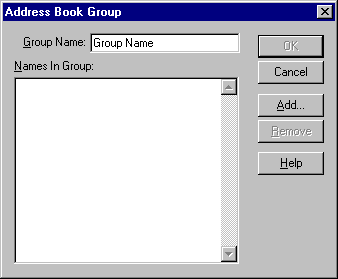 Address Book Group
Group Name: Group Name
OK
Names In Group:
Cancel
Add...
Remove
Help